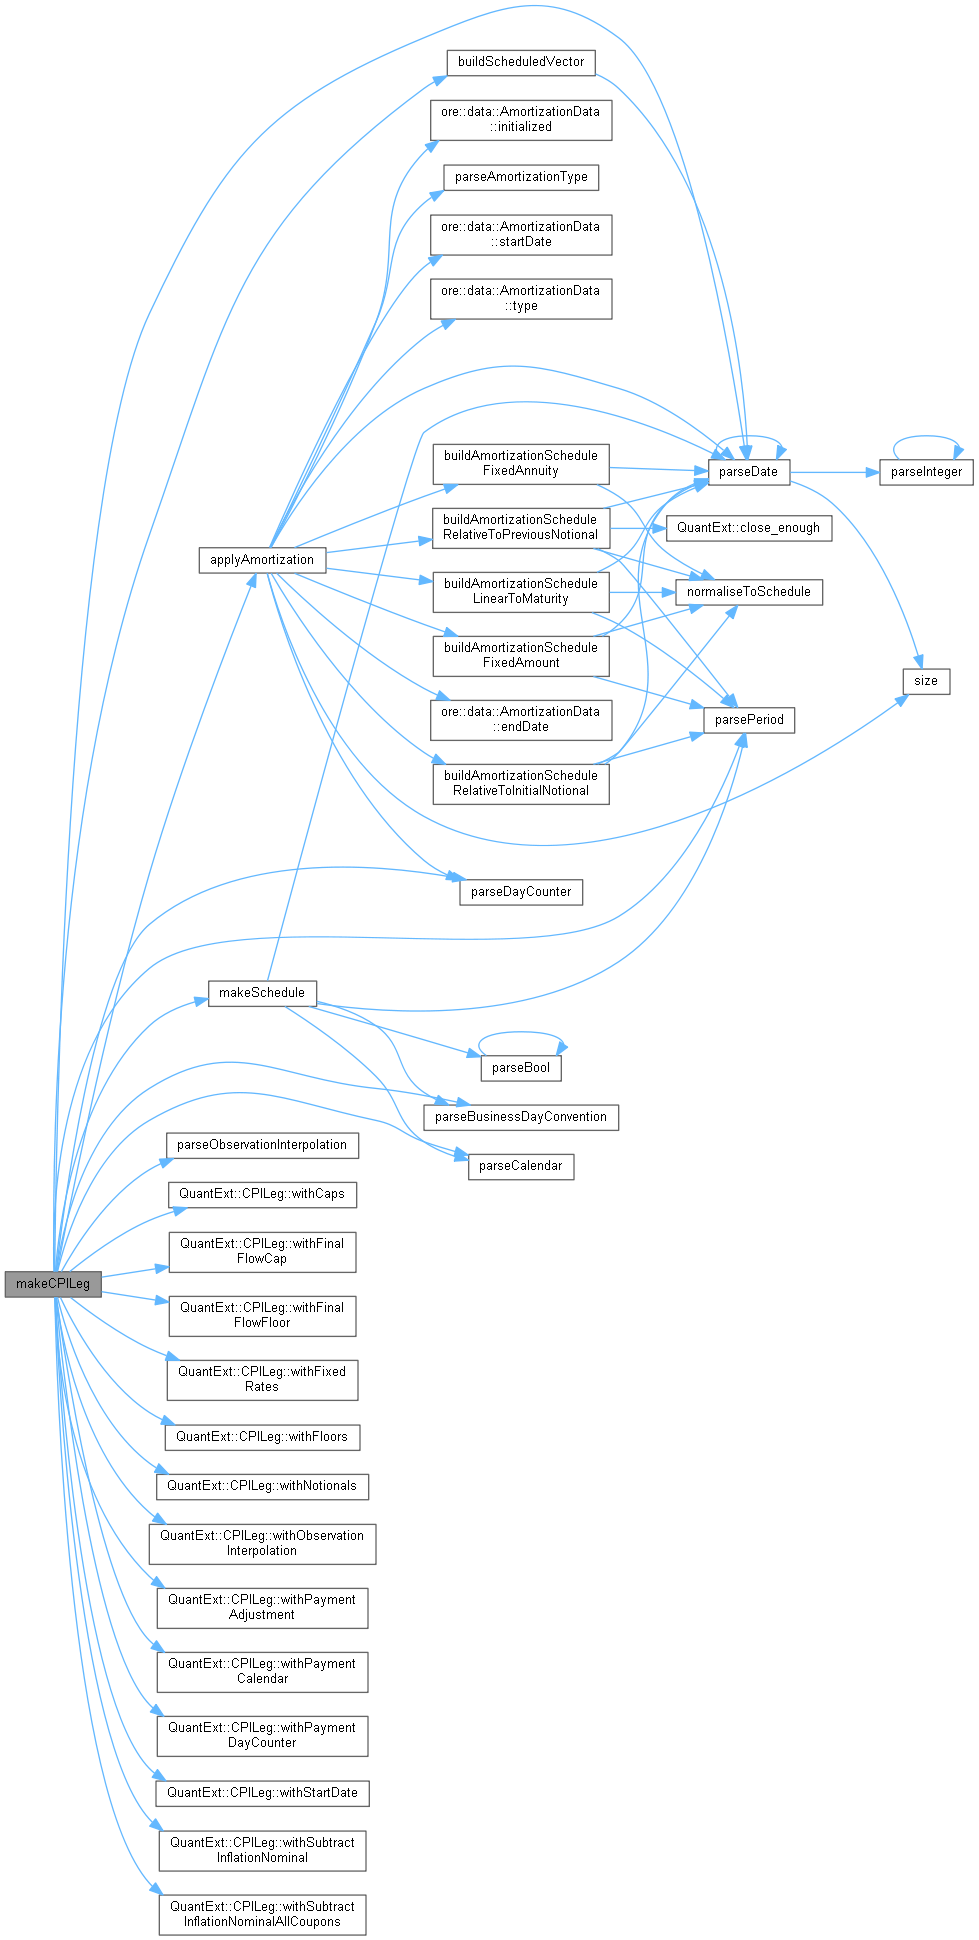 buildScheduledVector
ore::data::AmortizationData
::initialized
parseAmortizationType
ore::data::AmortizationData
::startDate
ore::data::AmortizationData
::type
buildAmortizationSchedule
FixedAnnuity
parseDate
parseInteger
buildAmortizationSchedule
RelativeToPreviousNotional
QuantExt::close_enough
applyAmortization
buildAmortizationSchedule
LinearToMaturity
normaliseToSchedule
buildAmortizationSchedule
FixedAmount
size
ore::data::AmortizationData
::endDate
parsePeriod
buildAmortizationSchedule
RelativeToInitialNotional
parseDayCounter
makeSchedule
parseBool
parseBusinessDayConvention
parseObservationInterpolation
parseCalendar
QuantExt::CPILeg::withCaps
QuantExt::CPILeg::withFinal
FlowCap
makeCPILeg
QuantExt::CPILeg::withFinal
FlowFloor
QuantExt::CPILeg::withFixed
Rates
QuantExt::CPILeg::withFloors
QuantExt::CPILeg::withNotionals
QuantExt::CPILeg::withObservation
Interpolation
QuantExt::CPILeg::withPayment
Adjustment
QuantExt::CPILeg::withPayment
Calendar
QuantExt::CPILeg::withPayment
DayCounter
QuantExt::CPILeg::withStartDate
QuantExt::CPILeg::withSubtract
InflationNominal
QuantExt::CPILeg::withSubtract
InflationNominalAllCoupons